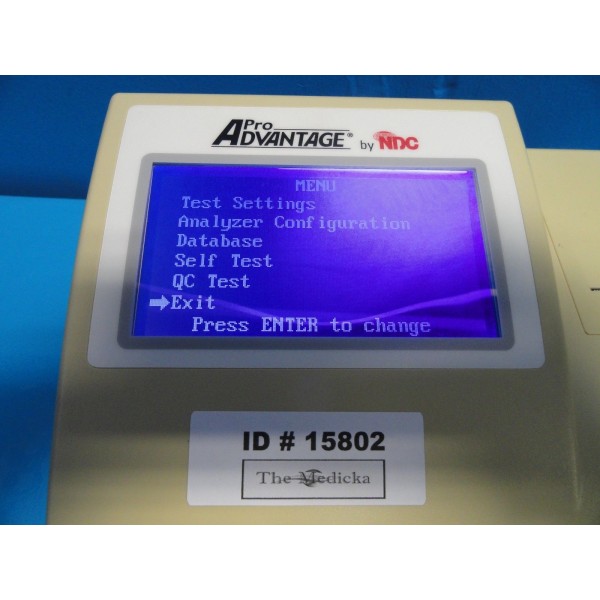 Pro
ADVANTAGE® by NDC
MENU
Test Settings
Analyzer Configuration
Database
Self Test
QC Test
➡Exit
Press ENTER to change
ID # 15802
The Medicka